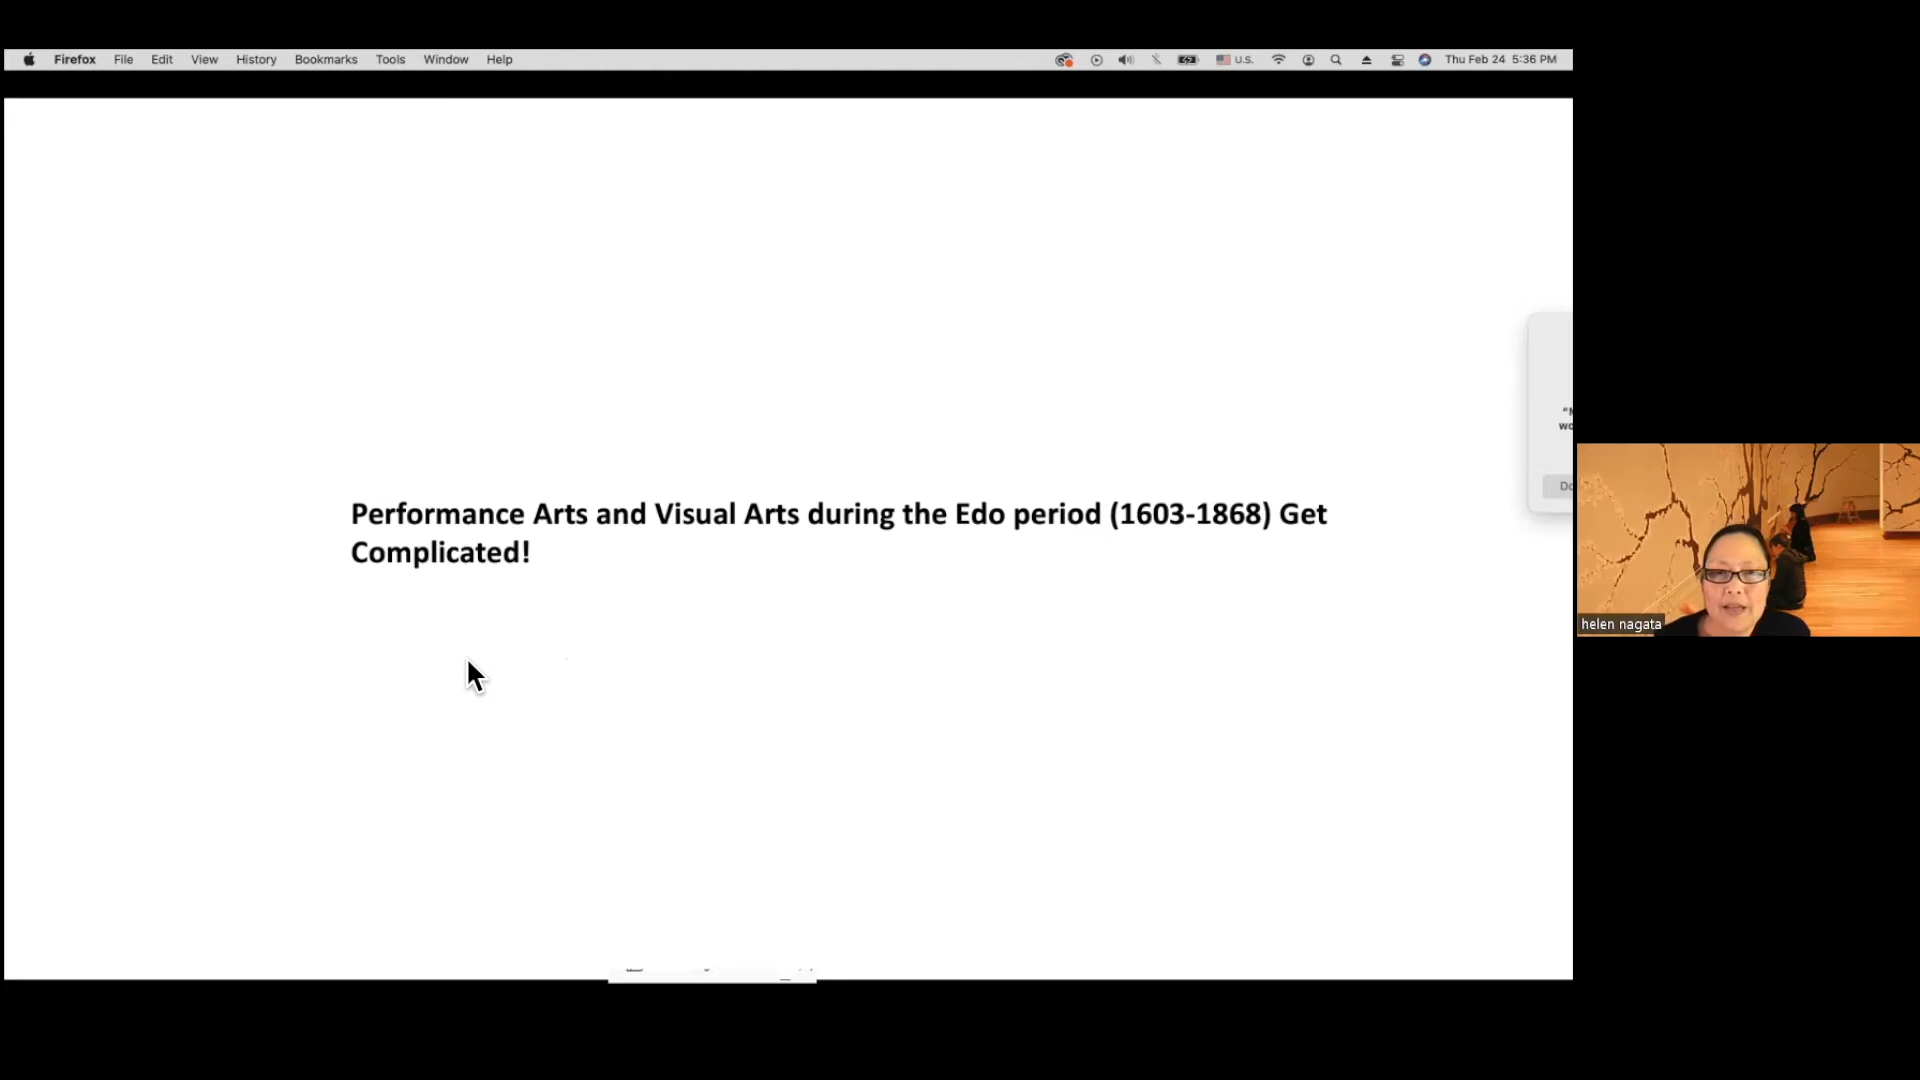 Firefox File Edit View History Bookmarks Tools Window Help U.S. Thu Feb 24 5:36 PM
Performance Arts and Visual Arts during the Edo period (1603-1868) Get
Complicated!
helen nagata